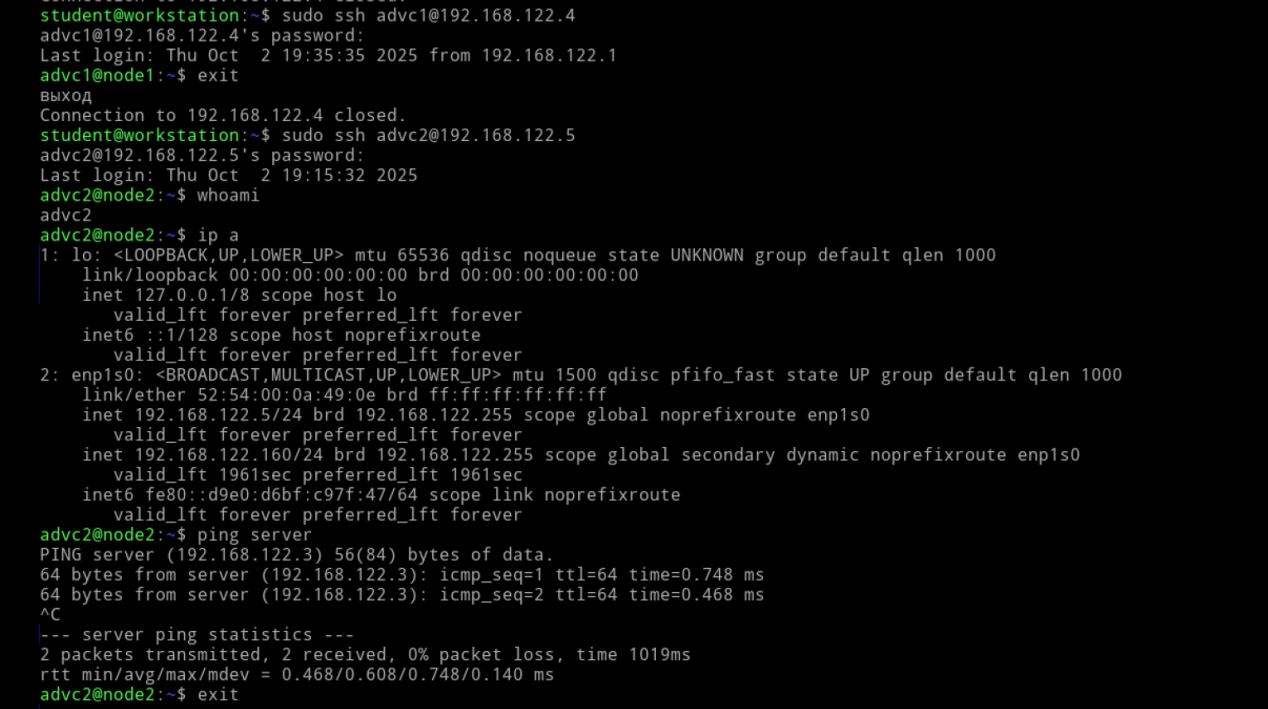 student@workstation:~$ sudo ssh advc1@192.168.122.4
advc1@192.168.122.4's password:
Last login: Thu Oct  2 19:35:35 2025 from 192.168.122.1
advc1@node1:~$ exit
выход
Connection to 192.168.122.4 closed.
student@workstation:~$ sudo ssh advc2@192.168.122.5
advc2@192.168.122.5's password:
Last login: Thu Oct  2 19:15:32 2025
advc2@node2:~$ whoami
advc2
advc2@node2:~$ ip a
1: lo: <LOOPBACK,UP,LOWER_UP> mtu 65536 qdisc noqueue state UNKNOWN group default qlen 1000
    link/loopback 00:00:00:00:00:00 brd 00:00:00:00:00:00
    inet 127.0.0.1/8 scope host lo
       valid_lft forever preferred_lft forever
    inet6 ::1/128 scope host noprefixroute
       valid_lft forever preferred_lft forever
2: enp1s0: <BROADCAST,MULTICAST,UP,LOWER_UP> mtu 1500 qdisc pfifo_fast state UP group default qlen 1000
    link/ether 52:54:00:0a:49:0e brd ff:ff:ff:ff:ff:ff
    inet 192.168.122.5/24 brd 192.168.122.255 scope global noprefixroute enp1s0
       valid_lft forever preferred_lft forever
    inet 192.168.122.160/24 brd 192.168.122.255 scope global secondary dynamic noprefixroute enp1s0
       valid_lft 1961sec preferred_lft 1961sec
    inet6 fe80::d9e0:d6bf:c97f:47/64 scope link noprefixroute
       valid_lft forever preferred_lft forever
advc2@node2:~$ ping server
PING server (192.168.122.3) 56(84) bytes of data.
64 bytes from server (192.168.122.3): icmp_seq=1 ttl=64 time=0.748 ms
64 bytes from server (192.168.122.3): icmp_seq=2 ttl=64 time=0.468 ms
^C
--- server ping statistics ---
2 packets transmitted, 2 received, 0% packet loss, time 1019ms
rtt min/avg/max/mdev = 0.468/0.608/0.748/0.140 ms
advc2@node2:~$ exit